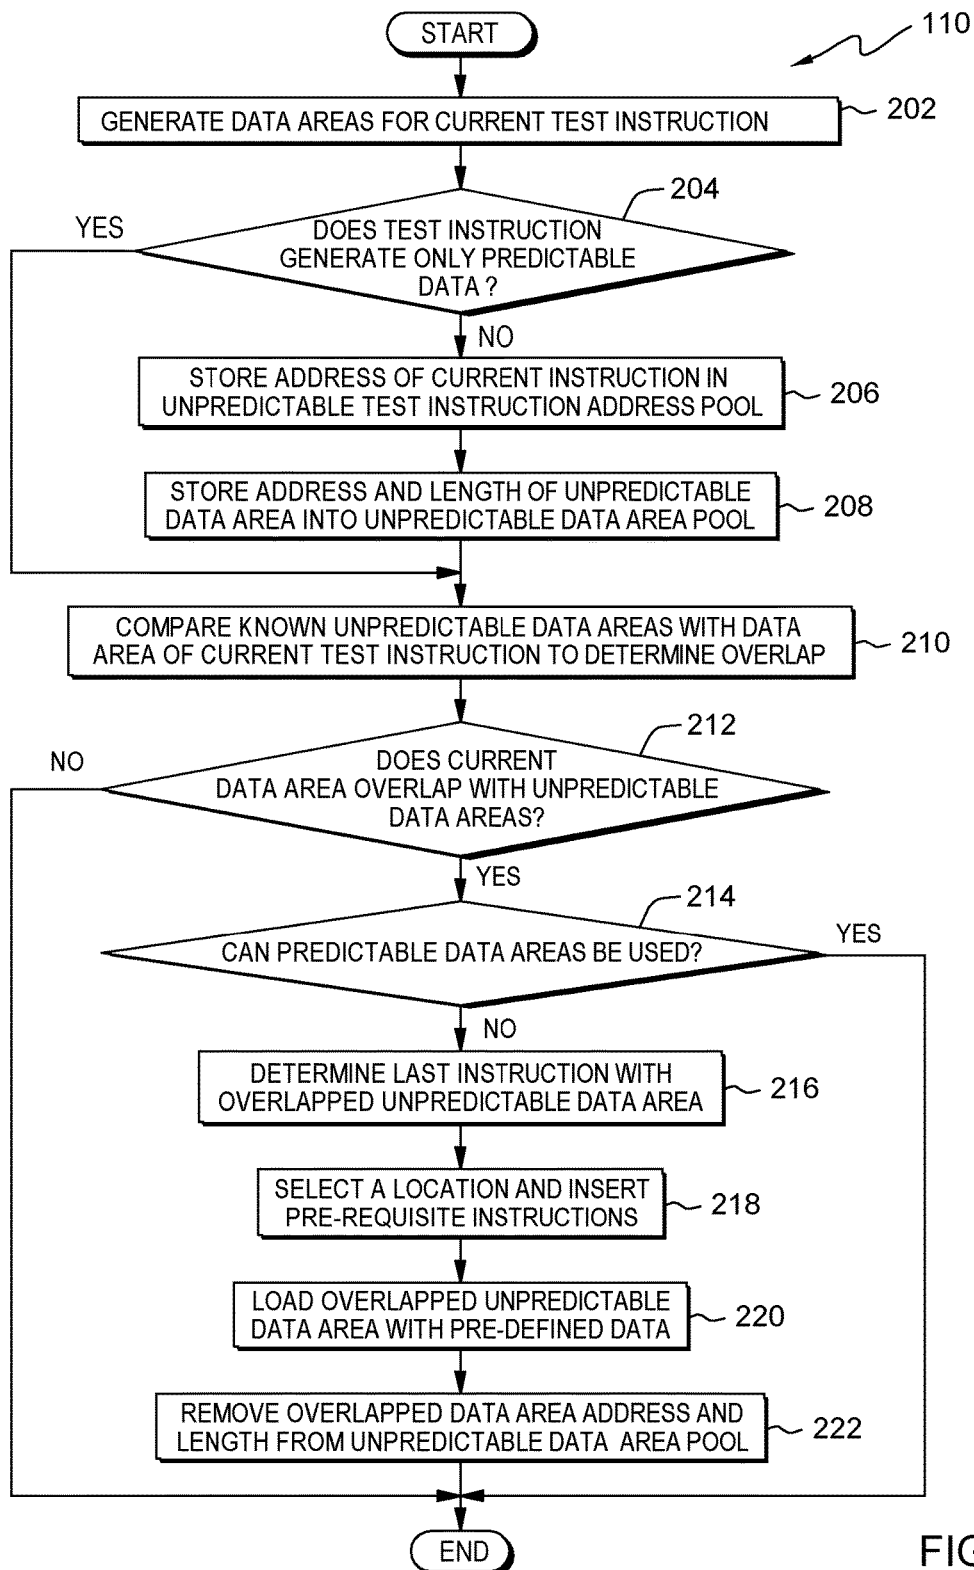 START
110
GENERATE DATA AREAS FOR CURRENT TEST INSTRUCTION
202
204
YES
DOES TEST INSTRUCTION
GENERATE ONLY PREDICTABLE
DATA ?
NO
STORE ADDRESS OF CURRENT INSTRUCTION IN
UNPREDICTABLE TEST INSTRUCTION ADDRESS POOL
206
STORE ADDRESS AND LENGTH OF UNPREDICTABLE
DATA AREA INTO UNPREDICTABLE DATA AREA POOL
208
COMPARE KNOWN UNPREDICTABLE DATA AREAS WITH DATA
AREA OF CURRENT TEST INSTRUCTION TO DETERMINE OVERLAP
210
212
NO
DOES CURRENT
DATA AREA OVERLAP WITH UNPREDICTABLE
DATA AREAS?
YES
214
CAN PREDICTABLE DATA AREAS BE USED?
YES
NO
DETERMINE LAST INSTRUCTION WITH
OVERLAPPED UNPREDICTABLE DATA AREA
216
SELECT A LOCATION AND INSERT
PRE-REQUISITE INSTRUCTIONS
218
LOAD OVERLAPPED UNPREDICTABLE
DATA AREA WITH PRE-DEFINED DATA
220
REMOVE OVERLAPPED DATA AREA ADDRESS AND
LENGTH FROM UNPREDICTABLE DATA AREA POOL
222
END